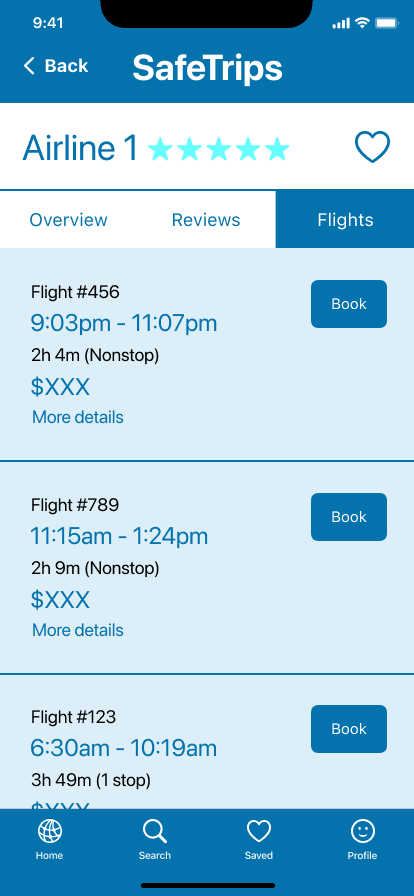 9:41
Back
SafeTrips
Airline 1
Overview Reviews Flights
Flight #456
Book
9:03pm - 11:07pm
2h 4m (Nonstop)
$XXX
More details
Flight #789
Book
11:15am - 1:24pm
2h 9m (Nonstop)
$XXX
More details
Flight #123
Book
6:30am - 10:19am
3h 49m (1 stop)
$XXX
Home Search Saved Profile